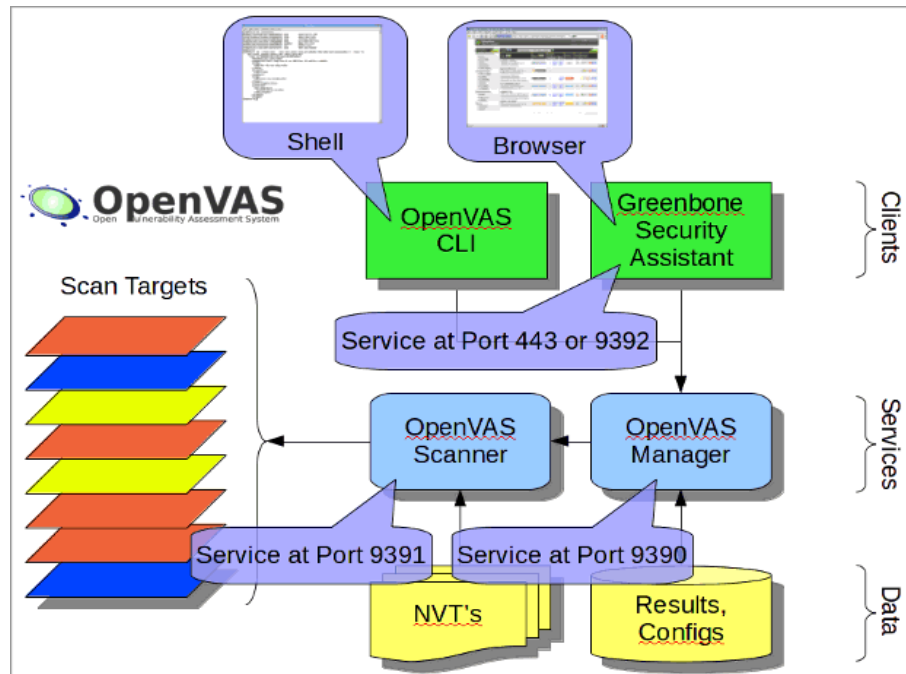 Shell
Browser
OpenVAS
Open Vulnerability Assessment System
OpenVAS
CLI
Greenbone
Security
Assistant
Clients
Scan Targets
Service at Port 443 or 9392
OpenVAS
Scanner
OpenVAS
Manager
Services
Service at Port 9391
Service at Port 9390
NVT's
Results,
Configs
Data